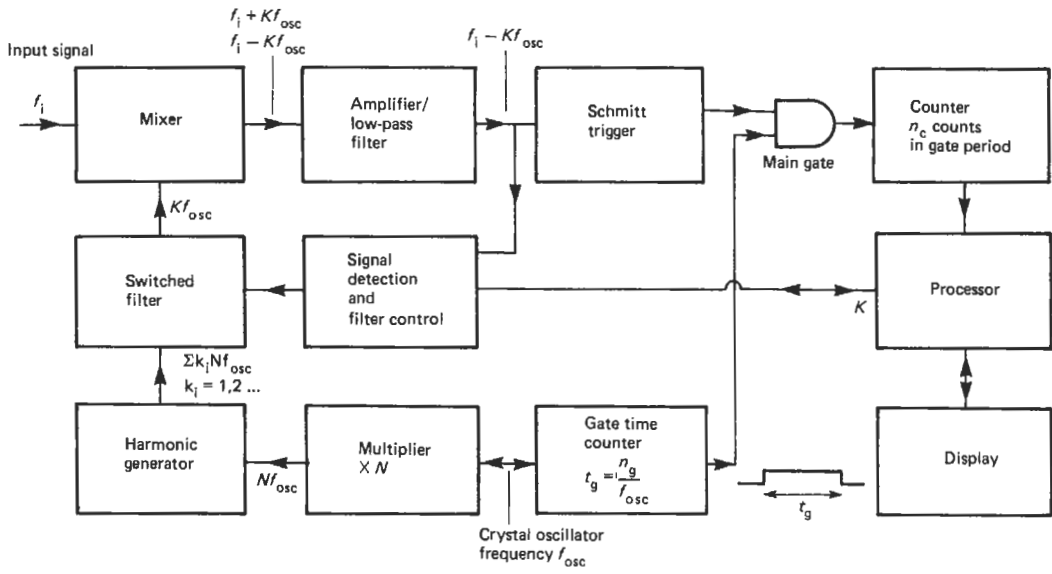 Input signal
f_i
Mixer
f_i + Kf_osc
f_i − Kf_osc
Amplifier/
low-pass
filter
f_i − Kf_osc
Schmitt
trigger
Main gate
Counter
n_c counts
in gate period
Kf_osc
Switched
filter
Signal
detection
and
filter control
K
Processor
Σk_iNf_osc
k_i = 1,2 ...
Harmonic
generator
Nf_osc
Multiplier
× N
Gate time
counter
t_g = n_g/f_osc
t_g
Display
Crystal oscillator
frequency f_osc